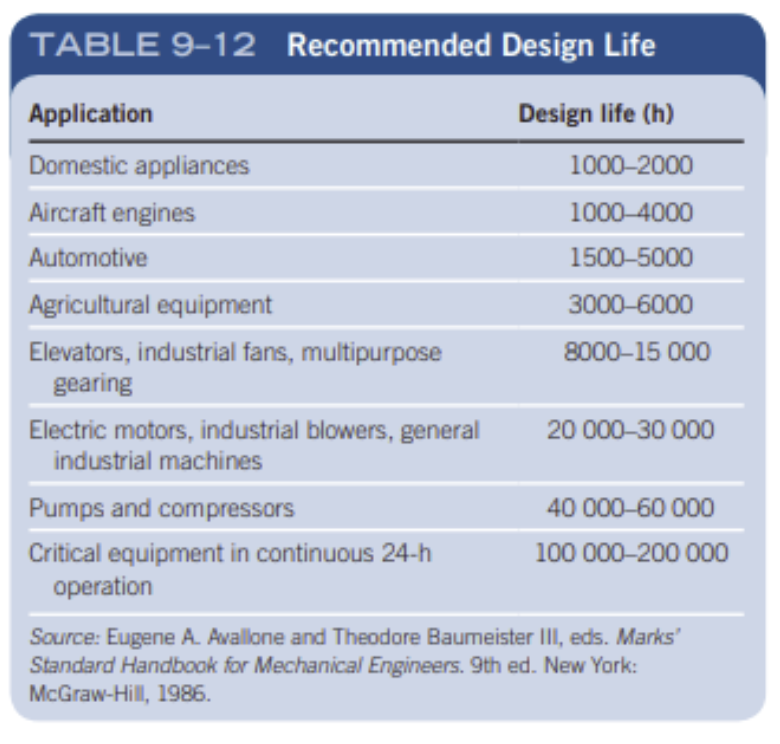 TABLE 9–12 Recommended Design Life
Application Design life (h)
Domestic appliances 1000–2000
Aircraft engines 1000–4000
Automotive 1500–5000
Agricultural equipment 3000–6000
Elevators, industrial fans, multipurpose 8000–15 000
gearing
Electric motors, industrial blowers, general 20 000–30 000
industrial machines
Pumps and compressors 40 000–60 000
Critical equipment in continuous 24-h 100 000–200 000
operation
Source: Eugene A. Avallone and Theodore Baumeister III, eds. Marks’
Standard Handbook for Mechanical Engineers. 9th ed. New York:
McGraw-Hill, 1986.